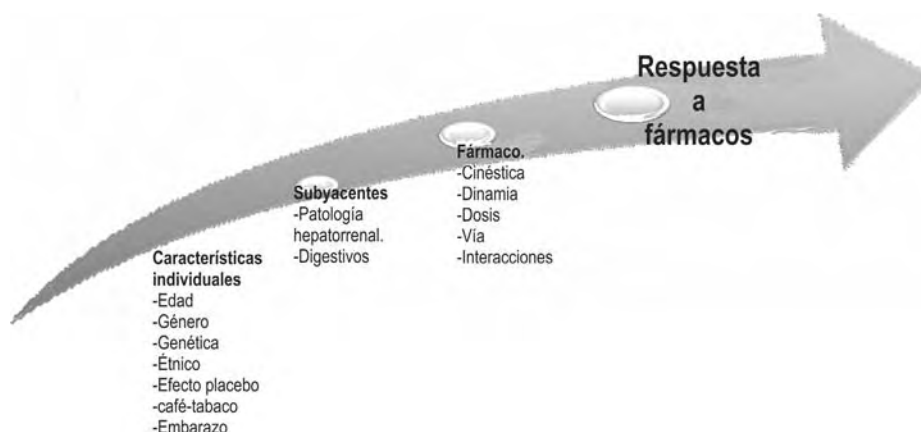 Características
individuales
-Edad
-Género
-Genética
-Étnico
-Efecto placebo
-café-tabaco
-Embarazo
Subyacentes
-Patología
hepatorrenal.
-Digestivos
Fármaco.
-Cinéstica
-Dinamia
-Dosis
-Vía
-Interacciones
Respuesta
a
fármacos